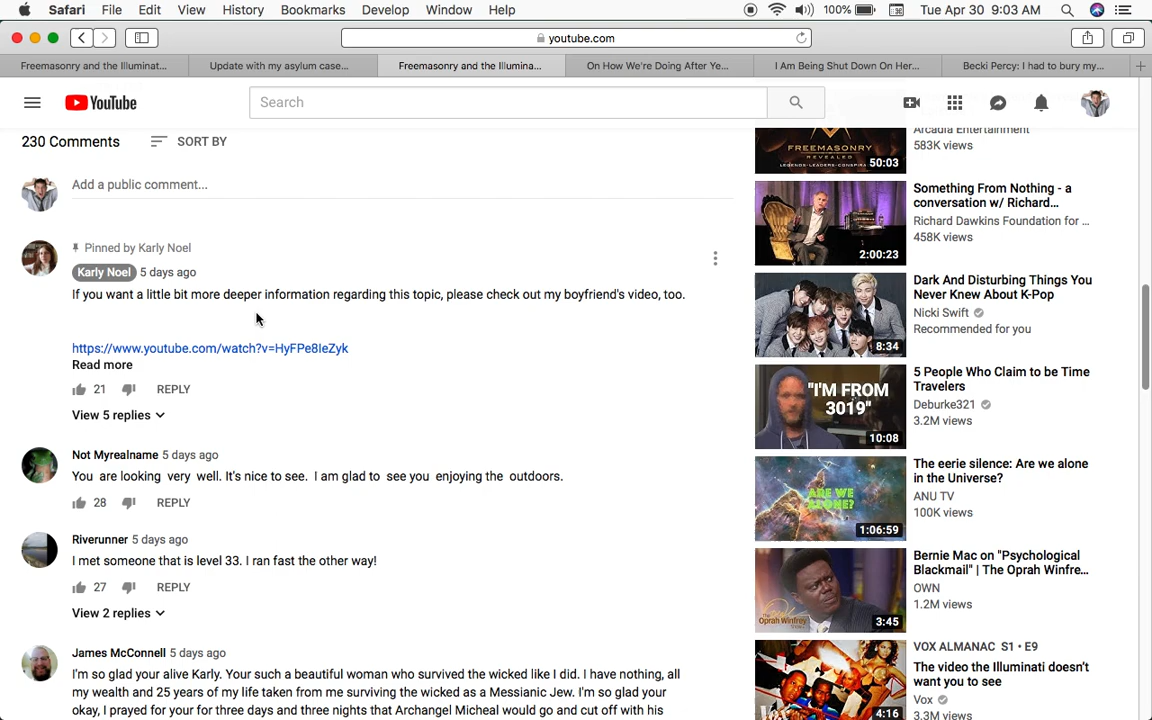 Safari File Edit View History Bookmarks Develop Window Help 100% Tue Apr 30 9:03 AM
youtube.com
Freemasonry and the Illuminat... Update with my asylum case... Freemasonry and the Illumina... On How We're Doing After Ye... I Am Being Shut Down On Her... Becki Percy: I had to bury my...
YouTube Search
230 Comments SORT BY
Add a public comment...
Pinned by Karly Noel
Karly Noel 5 days ago
If you want a little bit more deeper information regarding this topic, please check out my boyfriend's video, too.
https://www.youtube.com/watch?v=HyFPe8IeZyk
Read more
21 REPLY
View 5 replies
Not Myrealname 5 days ago
You are looking very well. It's nice to see. I am glad to see you enjoying the outdoors.
28 REPLY
Riverunner 5 days ago
I met someone that is level 33. I ran fast the other way!
27 REPLY
View 2 replies
James McConnell 5 days ago
I'm so glad your alive Karly. Your such a beautiful woman who survived the wicked like I did. I have nothing, all
my wealth and 25 years of my life taken from me surviving the wicked as a Messianic Jew. I'm so glad your
okay, I prayed for your for three days and three nights that Archangel Micheal would go and cut off with his
Arcadia Entertainment
583K views
FREEMASONRY
REVEALED
LEGENDS·LEADERS·CONSPIRA
50:03
Something From Nothing - a
conversation w/ Richard...
Richard Dawkins Foundation for ...
458K views
2:00:23
Dark And Disturbing Things You
Never Knew About K-Pop
Nicki Swift
Recommended for you
8:34
5 People Who Claim to be Time
Travelers
Deburke321
3.2M views
"I'M FROM
3019"
10:08
The eerie silence: Are we alone
in the Universe?
ANU TV
100K views
ARE WE
ALONE?
1:06:59
Bernie Mac on "Psychological
Blackmail" | The Oprah Winfre...
OWN
1.2M views
The Oprah Winfrey Show
3:45
VOX ALMANAC S1 • E9
The video the Illuminati doesn't
want you to see
Vox
3.3M views
4:16